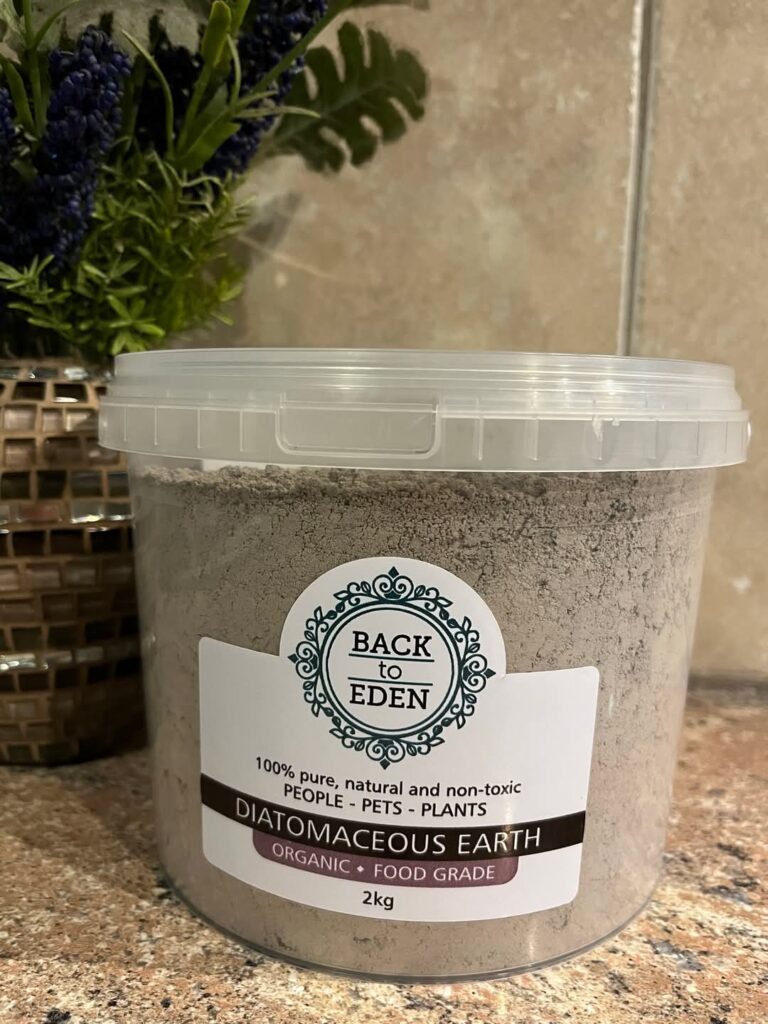 BACK
to
EDEN
100% pure, natural and non-toxic
PEOPLE - PETS - PLANTS
DIATOMACEOUS EARTH
ORGANIC • FOOD GRADE
2kg